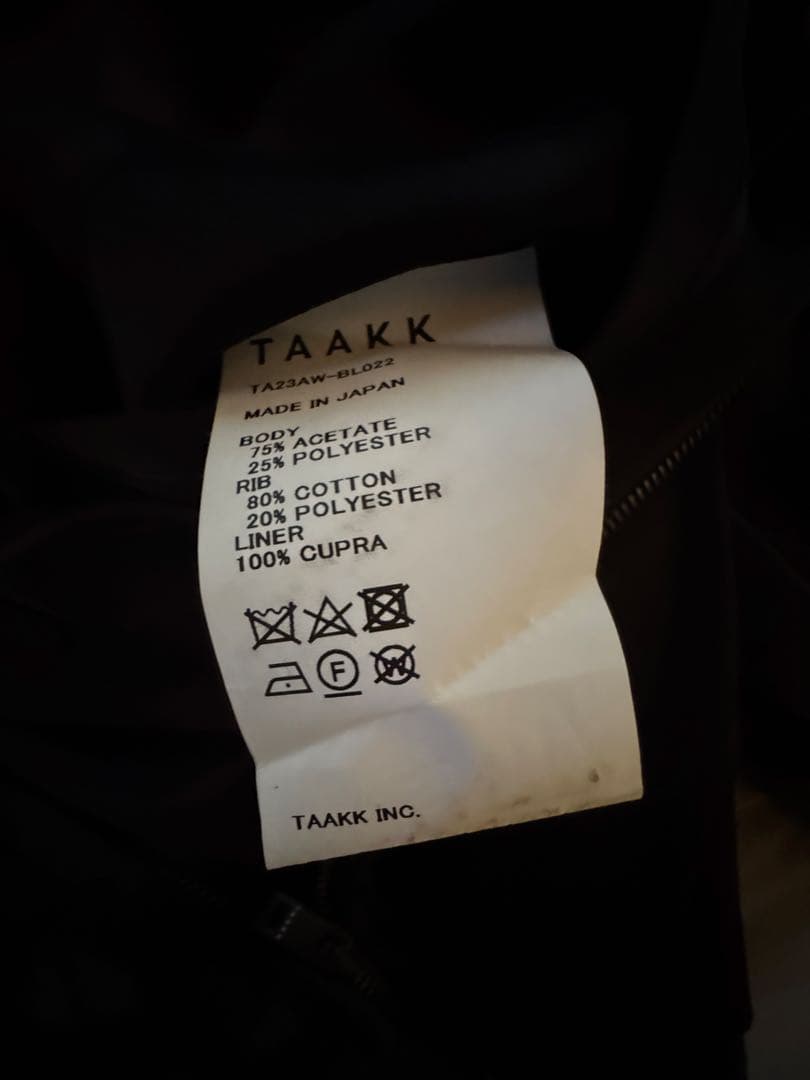 TAAKK
TA23AW-BL022
MADE IN JAPAN
BODY
75% ACETATE
25% POLYESTER
RIB
80% COTTON
20% POLYESTER
LINER
100% CUPRA
F
W
TAAKK INC.